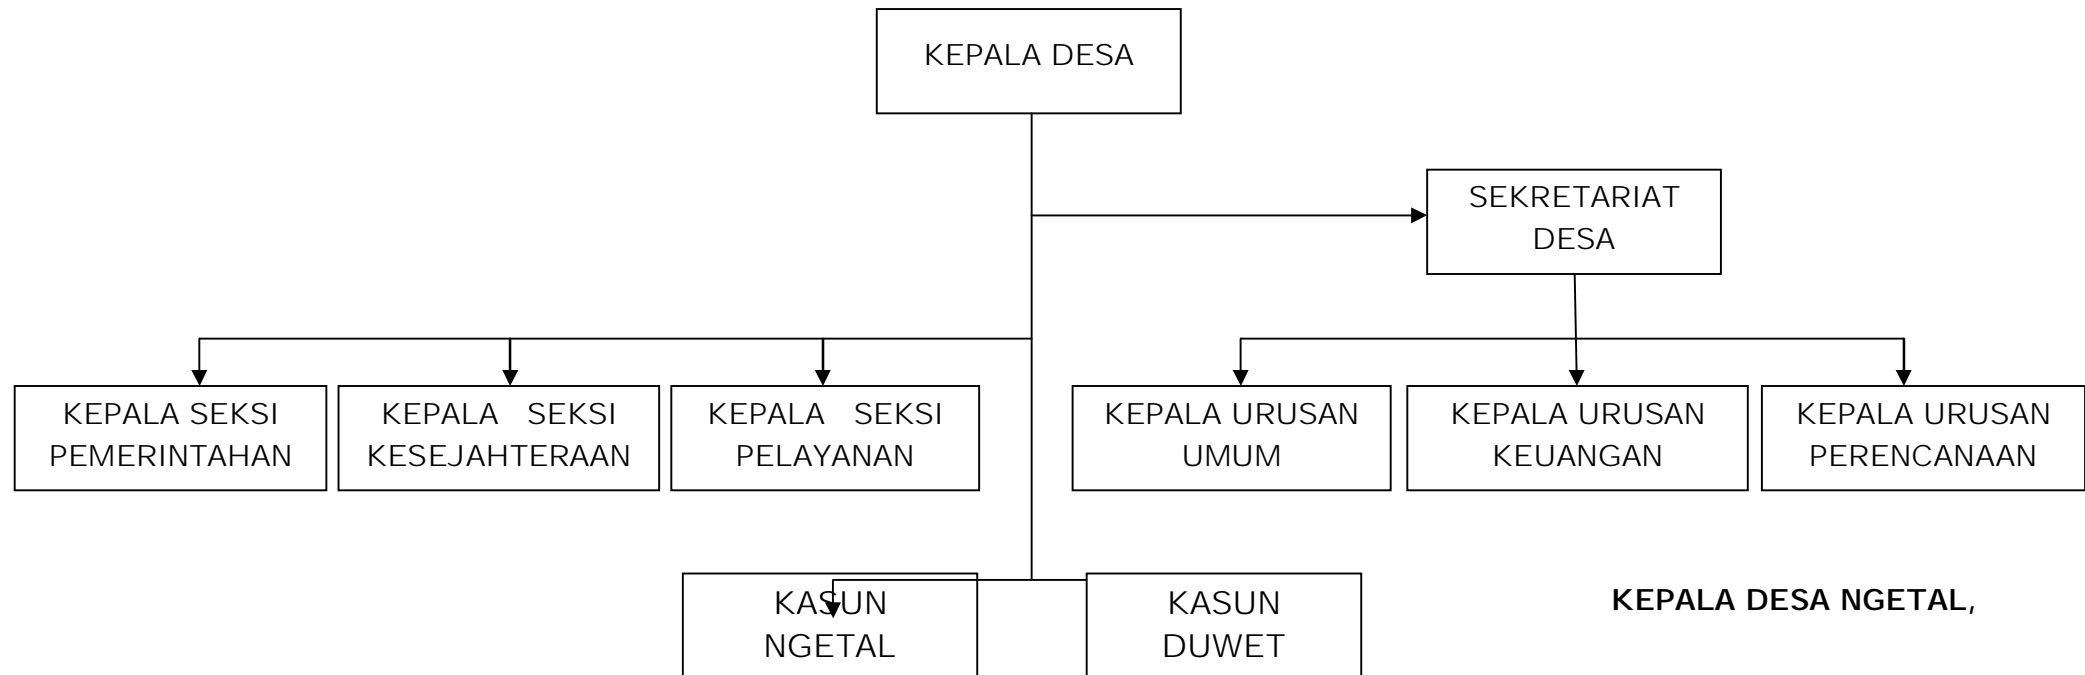 KEPALA DESA
SEKRETARIAT
DESA
KEPALA SEKSI
PEMERINTAHAN
KEPALA SEKSI
KESEJAHTERAAN
KEPALA SEKSI
PELAYANAN
KEPALA URUSAN
UMUM
KEPALA URUSAN
KEUANGAN
KEPALA URUSAN
PERENCANAAN
KASUN
NGETAL
KASUN
DUWET
KEPALA DESA NGETAL,